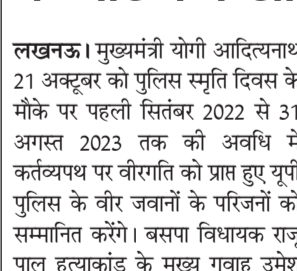 लखनऊ। मुख्यमंत्री योगी आदित्यनाथ
21 अक्टूबर को पुलिस स्मृति दिवस के
मौके पर पहली सितंबर 2022 से 31
अगस्त 2023 तक की अवधि में
कर्तव्यपथ पर वीरगति को प्राप्त हुए यूपी
पुलिस के वीर जवानों के परिजनों को
सम्मानित करेंगे। बसपा विधायक राजू
पाल हत्याकांड के मुख्य गवाह उमेश